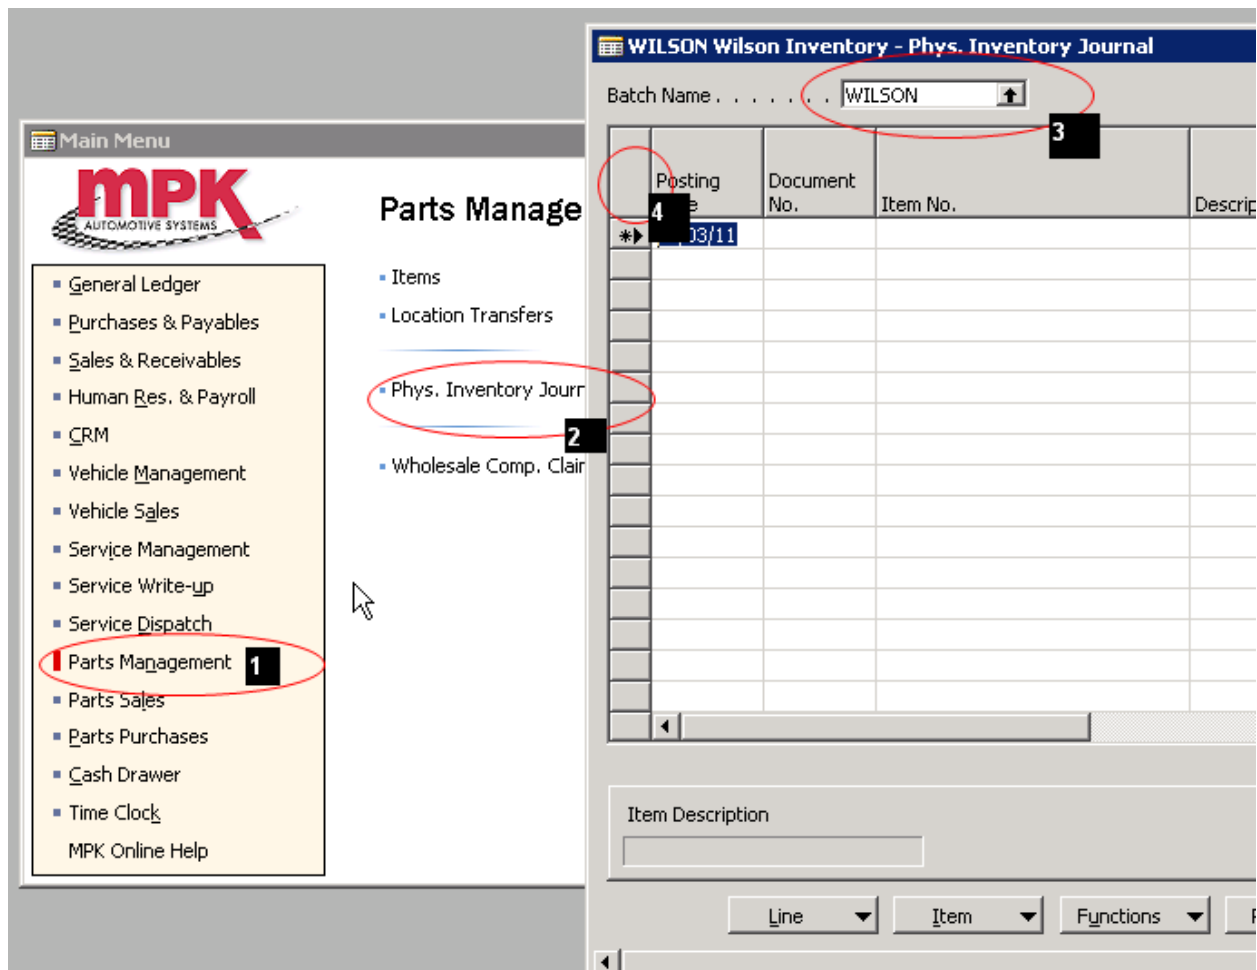 WILSON Wilson Inventory - Phys. Inventory Journal
Batch Name . . . . . . . WILSON
3
Main Menu
MPK
AUTOMOTIVE SYSTEMS
Parts Manage
Posting
Document
No.
Item No.
Descrip
4
03/11
General Ledger
Purchases & Payables
Sales & Receivables
Human Res. & Payroll
CRM
Vehicle Management
Vehicle Sales
Service Management
Service Write-up
Service Dispatch
Parts Management 1
Parts Sales
Parts Purchases
Cash Drawer
Time Clock
MPK Online Help
Items
Location Transfers
Phys. Inventory Journ
2
Wholesale Comp. Clair
Item Description
Line
Item
Functions